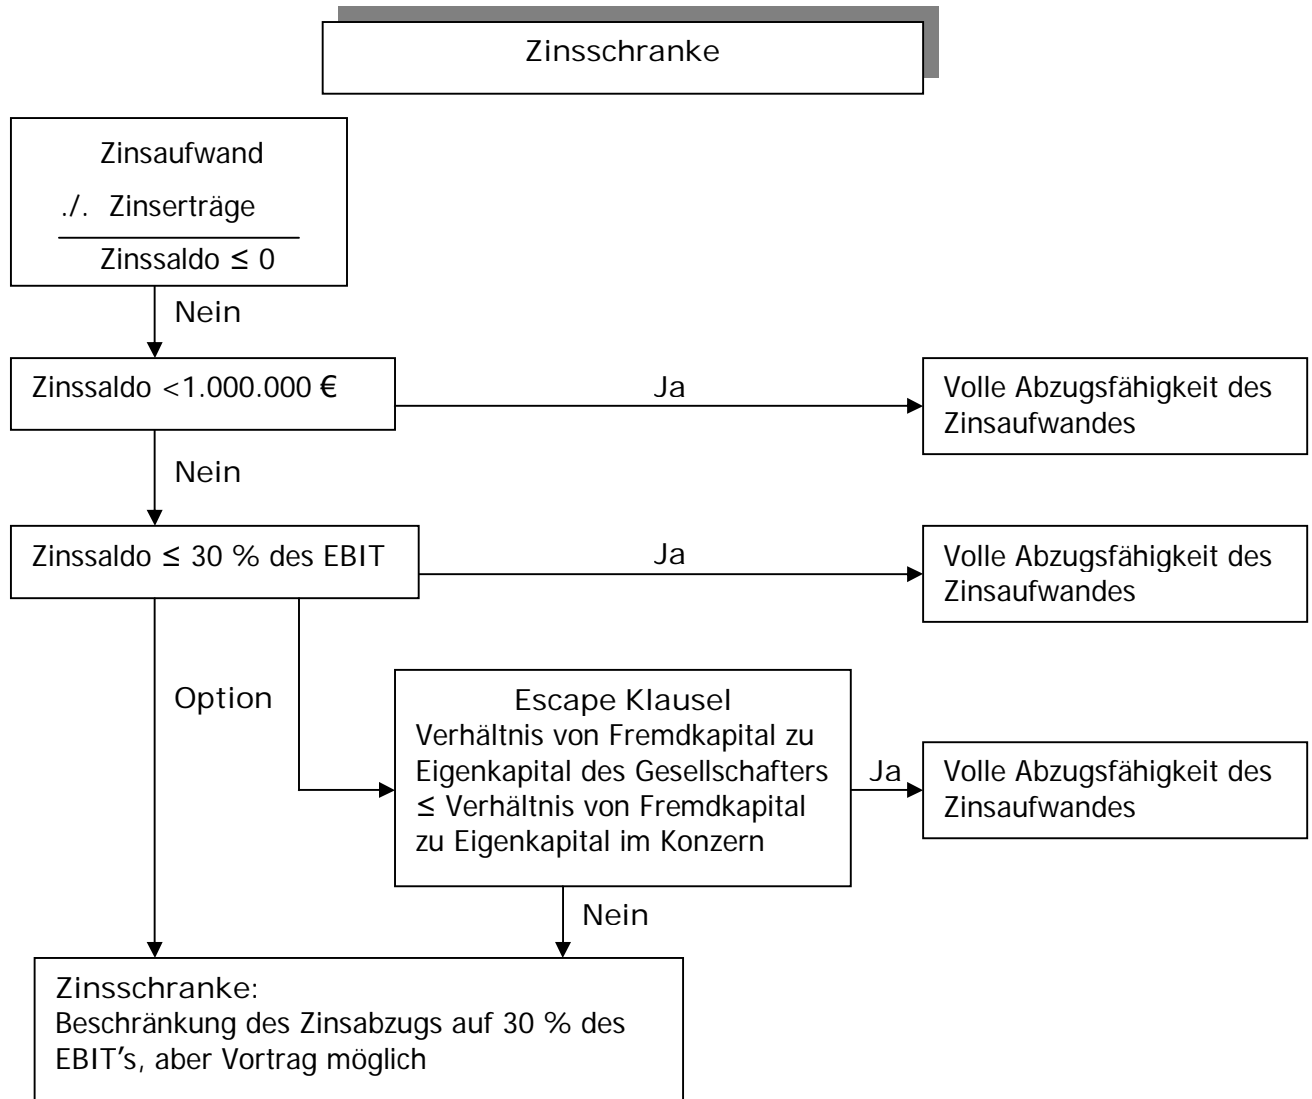 Zinsschranke
Zinsaufwand
./. Zinserträge
Zinssaldo ≤ 0
Nein
Zinssaldo <1.000.000 €
Ja
Volle Abzugsfähigkeit des
Zinsaufwandes
Nein
Zinssaldo ≤ 30 % des EBIT
Ja
Volle Abzugsfähigkeit des
Zinsaufwandes
Option
Escape Klausel
Verhältnis von Fremdkapital zu
Eigenkapital des Gesellschafters
≤ Verhältnis von Fremdkapital
zu Eigenkapital im Konzern
Ja
Volle Abzugsfähigkeit des
Zinsaufwandes
Nein
Zinsschranke:
Beschränkung des Zinsabzugs auf 30 % des
EBIT's, aber Vortrag möglich